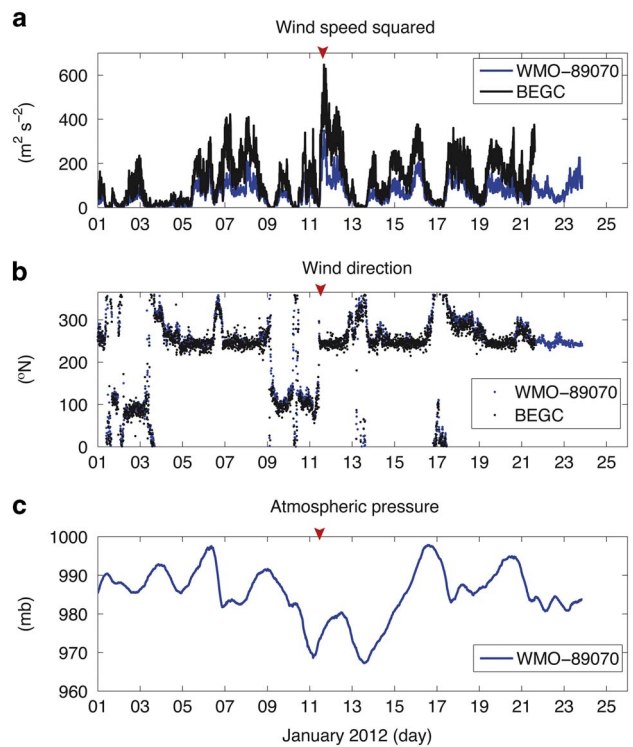 a
Wind speed squared
WMO−89070
BEGC
(m² s⁻²)
600
400
200
0
01 03 05 07 09 11 13 15 17 19 21 23 25
b
Wind direction
WMO−89070
BEGC
(ºN)
300
200
100
0
01 03 05 07 09 11 13 15 17 19 21 23 25
c
Atmospheric pressure
WMO−89070
(mb)
1000
990
980
970
960
01 03 05 07 09 11 13 15 17 19 21 23 25
January 2012 (day)